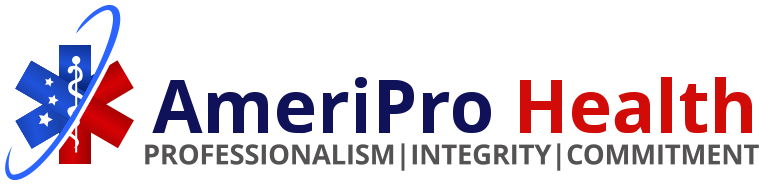 AmeriPro Health
PROFESSIONALISM|INTEGRITY|COMMITMENT